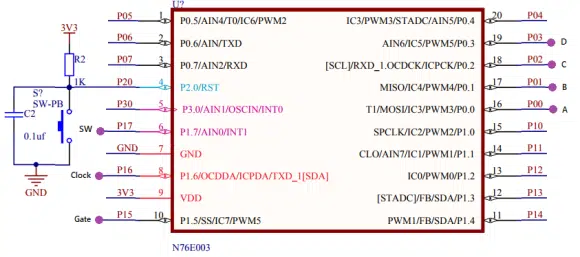 U?
P05 1 P0.5/AIN4/T0/IC6/PWM2 IC3/PWM3/STADC/AIN5/P0.4 20 P04
3V3
P06 2 P0.6/AIN/TXD AIN6/IC5/PWM5/P0.3 19 P03 D
R2
P07 3 P0.7/AIN2/RXD [SCL]/RXD_1.OCDCK/ICPCK/P0.2 18 P02 C
1K
P20 4 P2.0/RST MISO/IC4/PWM4/P0.1 17 P01 B
S?
SW-PB
P30 5 P3.0/AIN1/OSCIN/INT0 T1/MOSI/IC3/PWM3/P0.0 16 P00 A
C2
SW P17 6 P1.7/AIN0/INT1 SPCLK/IC2/PWM2/P1.0 15 P10
0.1uf
GND 7 GND CLO/AIN7/IC1/PWM1/P1.1 14 P11
Clock P16 8 P1.6/OCDDA/ICPDA/TXD_1[SDA] IC0/PWM0/P1.2 13 P12
GND
3V3 9 VDD [STADC]/FB/SDA/P1.3 12 P13
Gate P15 10 P1.5/SS/IC7/PWM5 PWM1/FB/SDA/P1.4 11 P14
N76E003